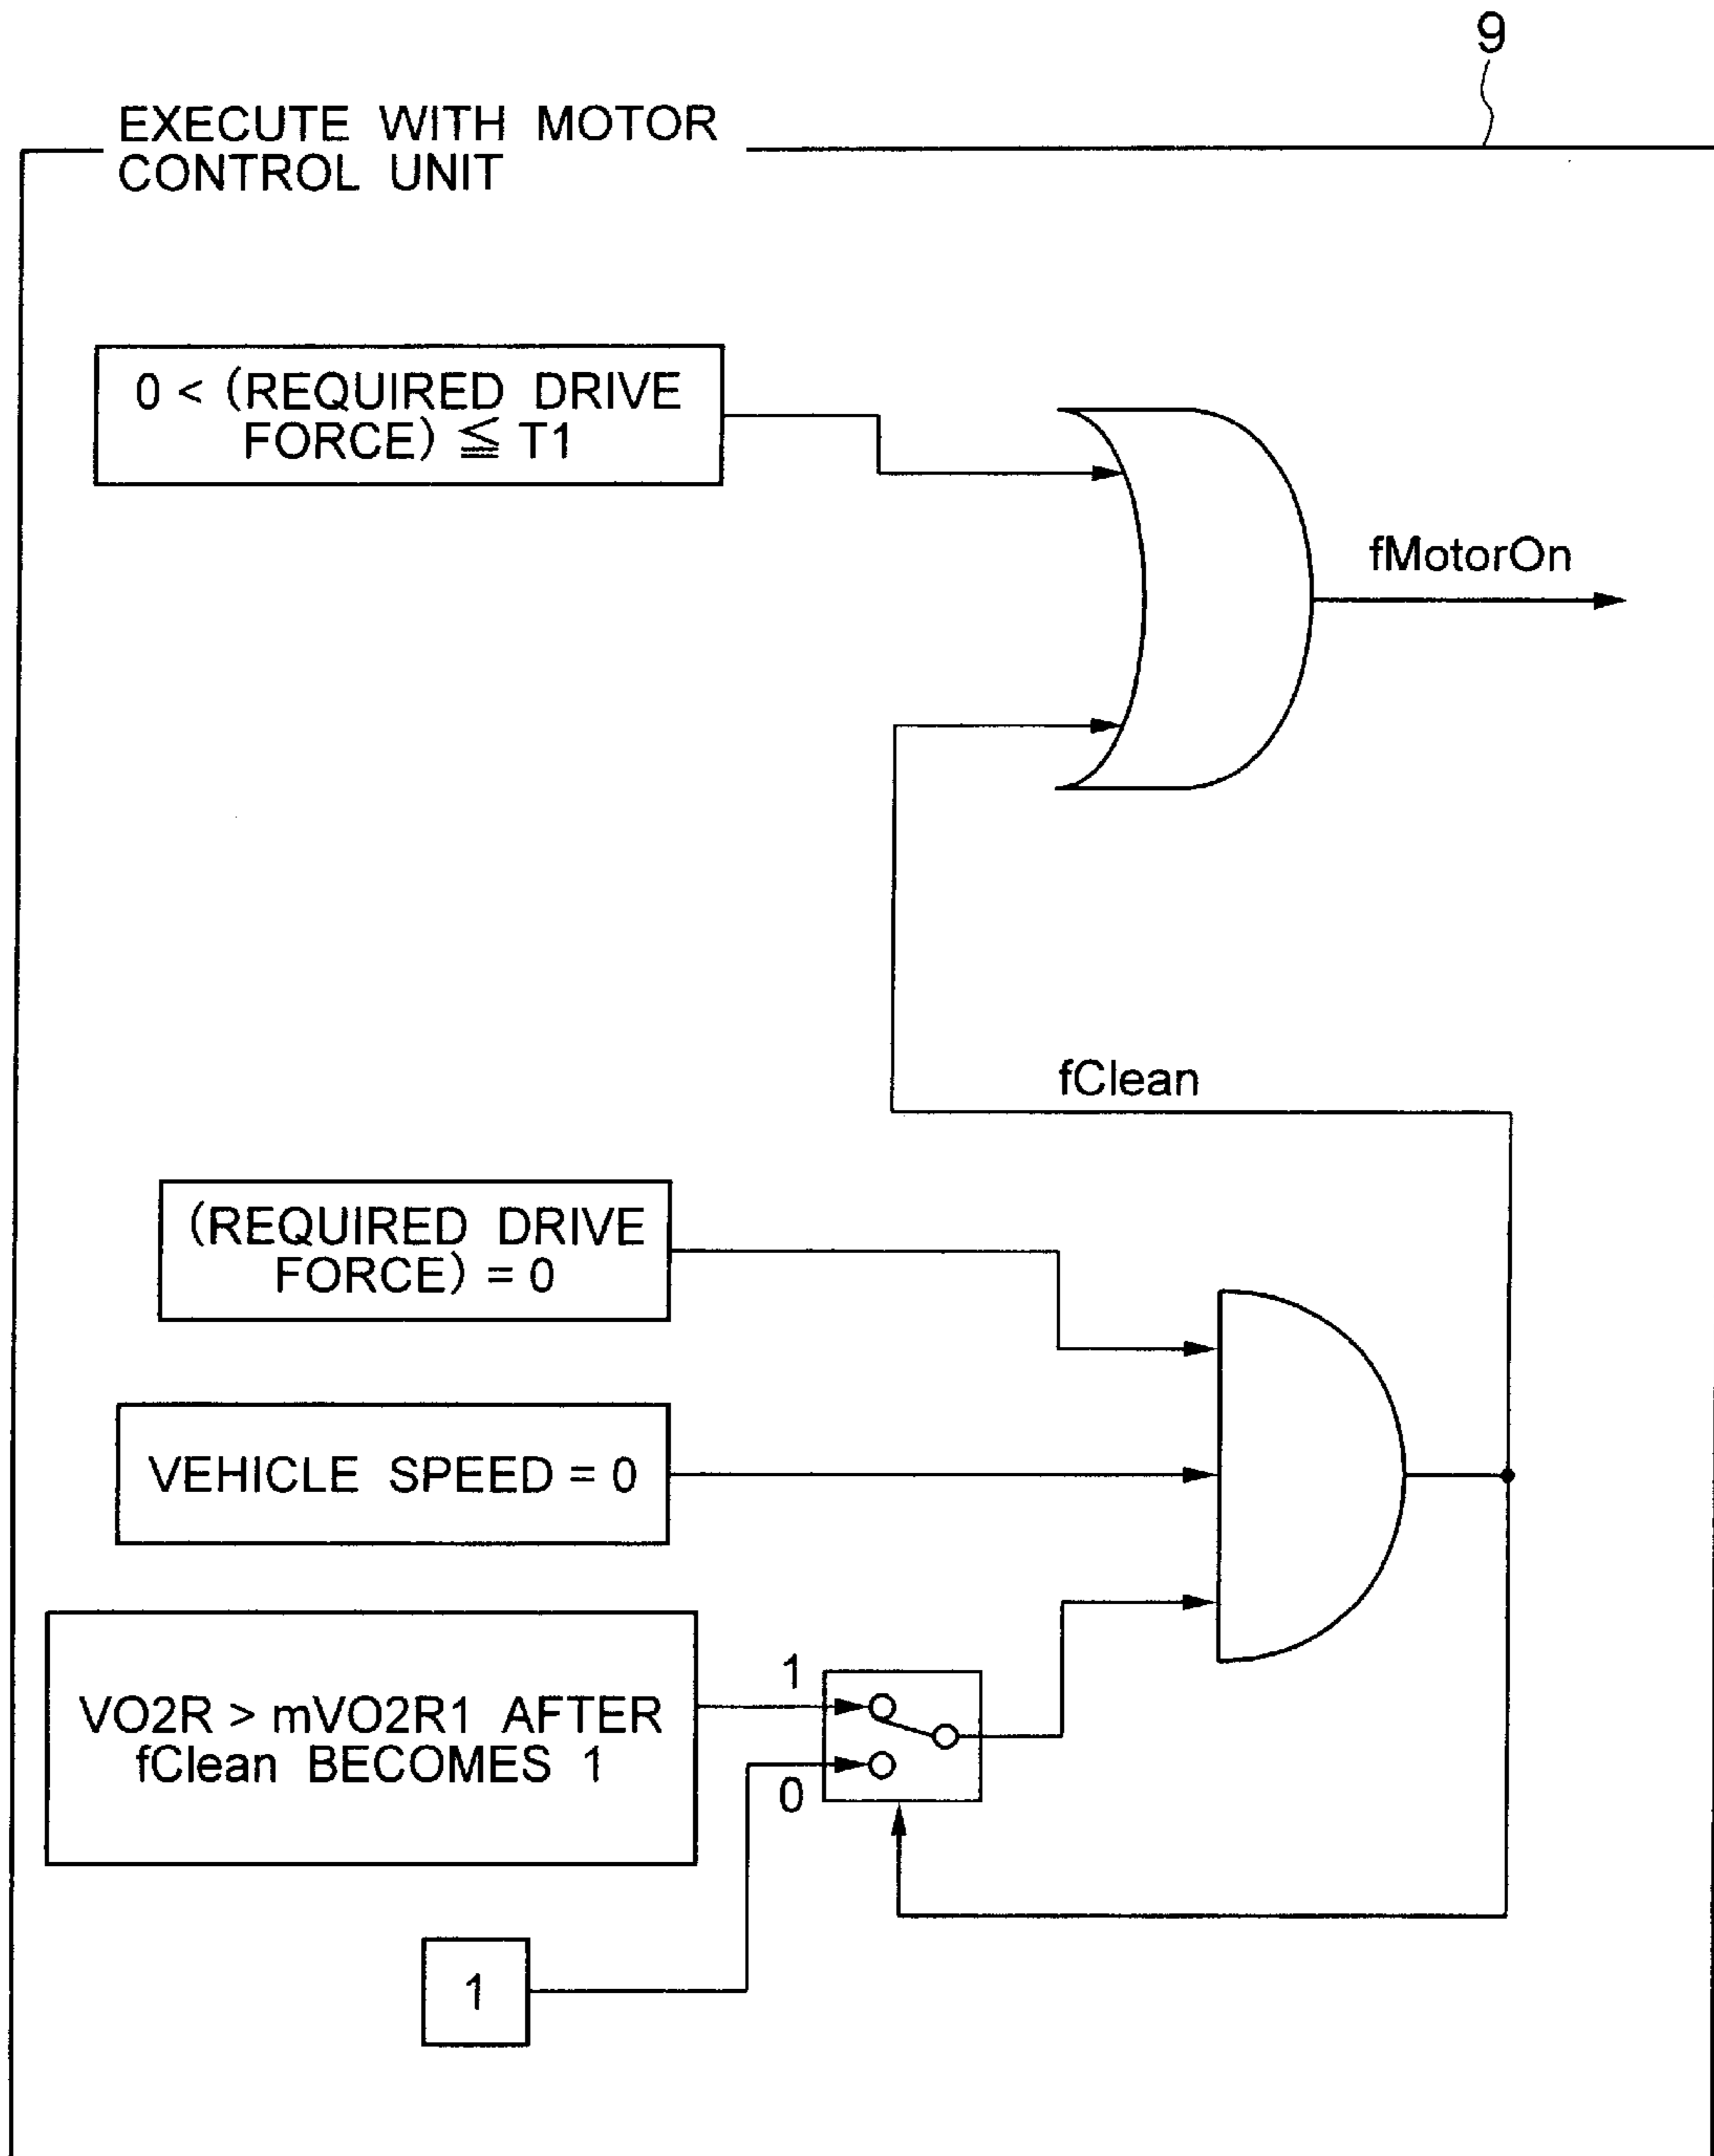 9
EXECUTE WITH MOTOR
CONTROL UNIT
0 < (REQUIRED DRIVE
FORCE) ≦ T1
fMotorOn
fClean
(REQUIRED DRIVE
FORCE) = 0
VEHICLE SPEED = 0
1
VO2R > mVO2R1 AFTER
fClean BECOMES 1
0
1